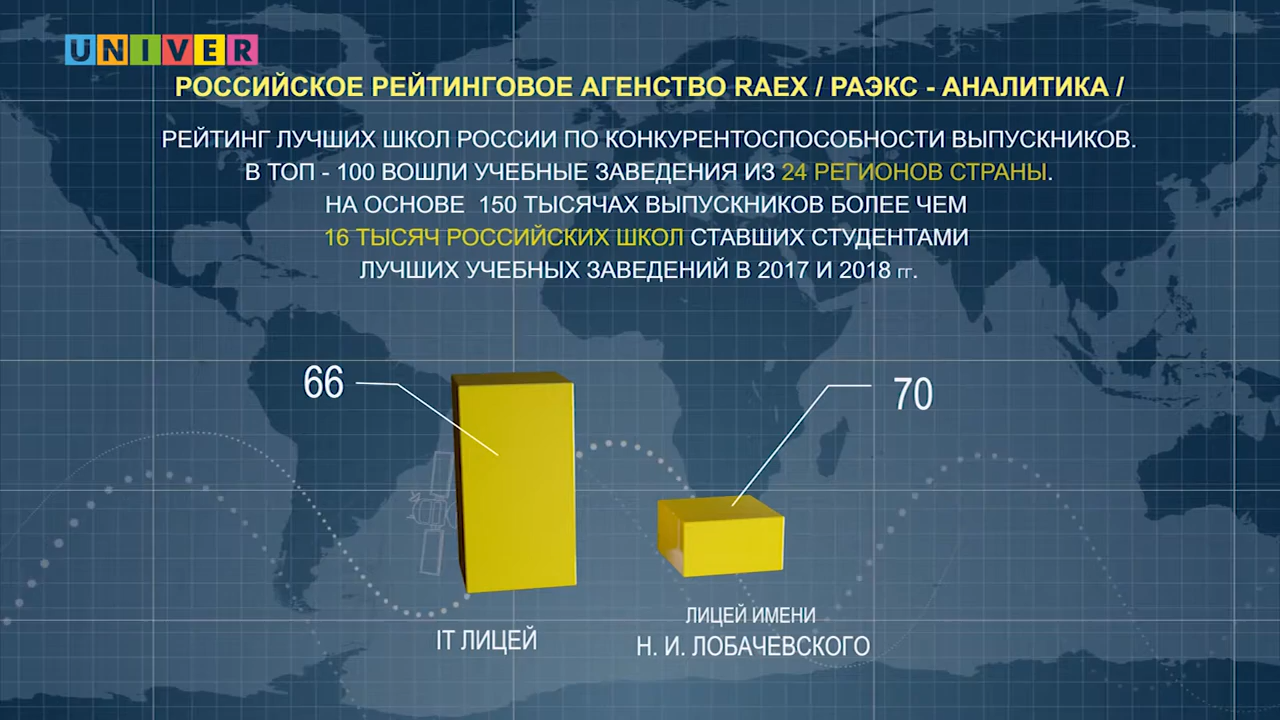 UNIVER
РОССИЙСКОЕ РЕЙТИНГОВОЕ АГЕНСТВО RAEX / РАЭКС - АНАЛИТИКА /
РЕЙТИНГ ЛУЧШИХ ШКОЛ РОССИИ ПО КОНКУРЕНТОСПОСОБНОСТИ ВЫПУСКНИКОВ.
В ТОП - 100 ВОШЛИ УЧЕБНЫЕ ЗАВЕДЕНИЯ ИЗ 24 РЕГИОНОВ СТРАНЫ.
НА ОСНОВЕ 150 ТЫСЯЧАХ ВЫПУСКНИКОВ БОЛЕЕ ЧЕМ
16 ТЫСЯЧ РОССИЙСКИХ ШКОЛ СТАВШИХ СТУДЕНТАМИ
ЛУЧШИХ УЧЕБНЫХ ЗАВЕДЕНИЙ В 2017 И 2018 гг.
66
70
IT ЛИЦЕЙ
ЛИЦЕЙ ИМЕНИ
Н. И. ЛОБАЧЕВСКОГО